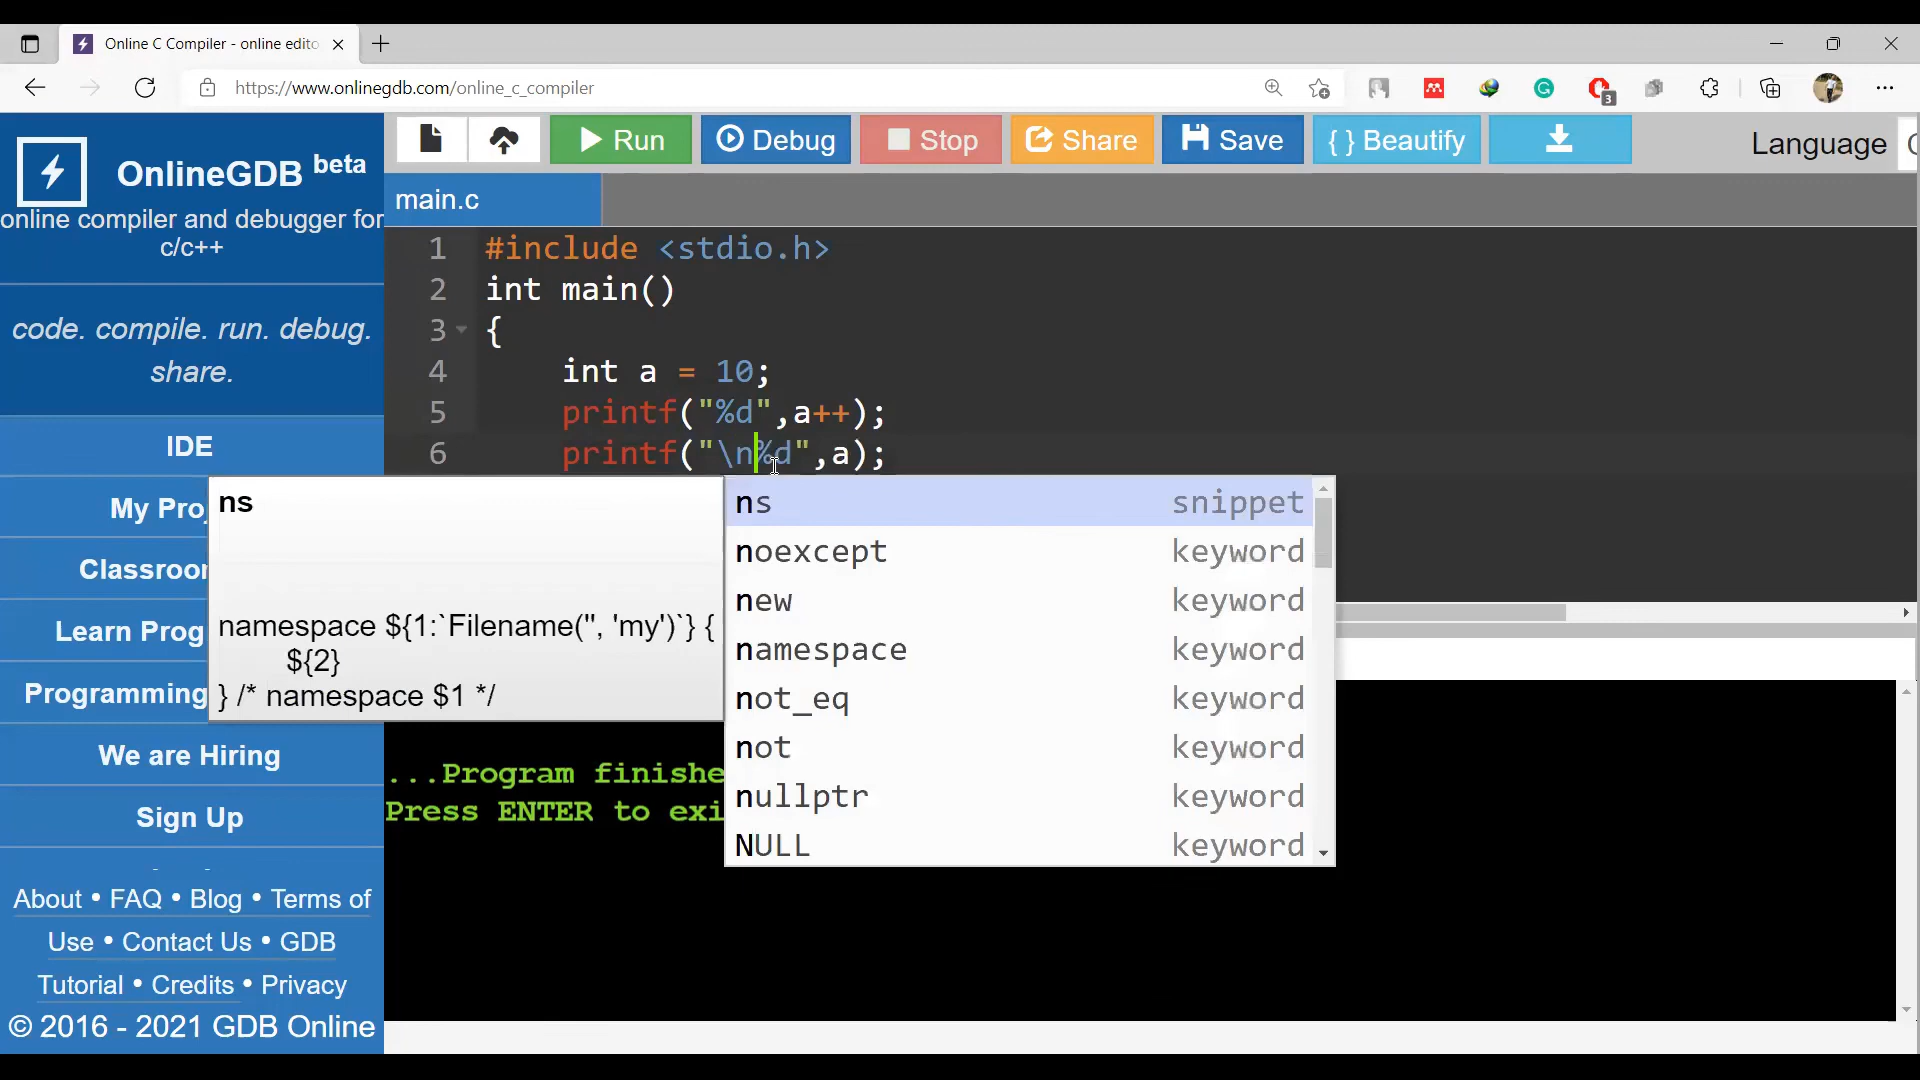 Online C Compiler - online edito
https://www.onlinegdb.com/online_c_compiler
3
OnlineGDB beta
online compiler and debugger for
c/c++
code. compile. run. debug.
share.
IDE
My Pro
Classroo
Learn Prog
Programming
We are Hiring
Sign Up
About • FAQ • Blog • Terms of
Use • Contact Us • GDB
Tutorial • Credits • Privacy
© 2016 - 2021 GDB Online
Run
Debug
Stop
Share
Save
{ } Beautify
Language
main.c
1 #include <stdio.h>
2 int main()
3 {
4 int a = 10;
5 printf("%d",a++);
6 printf("\n%d",a);
ns
namespace ${1:`Filename('', 'my')`} {
${2}
} /* namespace $1 */
ns snippet
noexcept keyword
new keyword
namespace keyword
not_eq keyword
not keyword
nullptr keyword
NULL keyword
...Program finishe
Press ENTER to exi